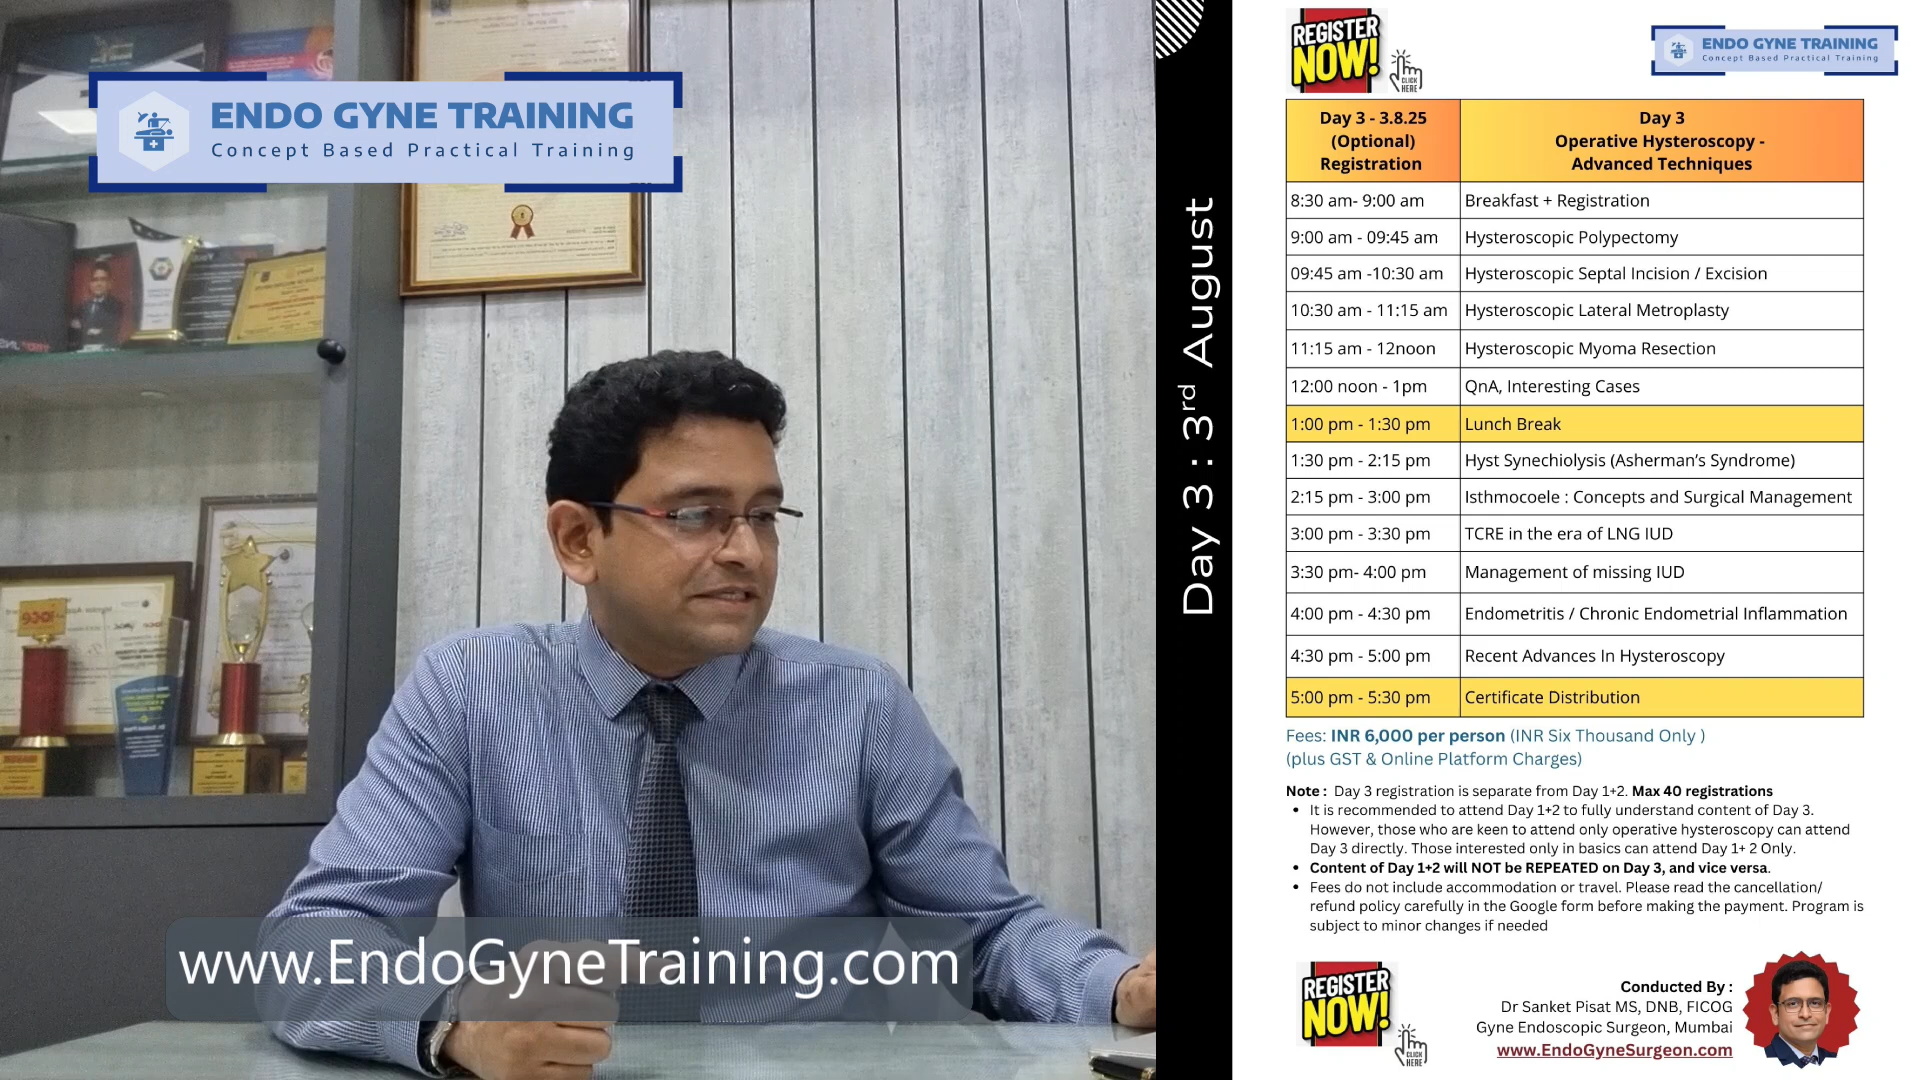 ENDO GYNE TRAINING
Concept Based Practical Training
www.EndoGyneTraining.com
Day 3 : 3rd August
REGISTER
NOW!
CLICK
HERE
ENDO GYNE TRAINING
Concept Based Practical Training
Day 3 - 3.8.25
(Optional)
Registration
Day 3
Operative Hysteroscopy -
Advanced Techniques
8:30 am- 9:00 am
Breakfast + Registration
9:00 am - 09:45 am
Hysteroscopic Polypectomy
09:45 am -10:30 am
Hysteroscopic Septal Incision / Excision
10:30 am - 11:15 am
Hysteroscopic Lateral Metroplasty
11:15 am - 12noon
Hysteroscopic Myoma Resection
12:00 noon - 1pm
QnA, Interesting Cases
1:00 pm - 1:30 pm
Lunch Break
1:30 pm - 2:15 pm
Hyst Synechiolysis (Asherman’s Syndrome)
2:15 pm - 3:00 pm
Isthmocoele : Concepts and Surgical Management
3:00 pm - 3:30 pm
TCRE in the era of LNG IUD
3:30 pm- 4:00 pm
Management of missing IUD
4:00 pm - 4:30 pm
Endometritis / Chronic Endometrial Inflammation
4:30 pm - 5:00 pm
Recent Advances In Hysteroscopy
5:00 pm - 5:30 pm
Certificate Distribution
Fees: INR 6,000 per person (INR Six Thousand Only )
(plus GST & Online Platform Charges)
Note : Day 3 registration is separate from Day 1+2. Max 40 registrations
• It is recommended to attend Day 1+2 to fully understand content of Day 3.
However, those who are keen to attend only operative hysteroscopy can attend
Day 3 directly. Those interested only in basics can attend Day 1+ 2 Only.
• Content of Day 1+2 will NOT be REPEATED on Day 3, and vice versa.
• Fees do not include accommodation or travel. Please read the cancellation/
refund policy carefully in the Google form before making the payment. Program is
subject to minor changes if needed
REGISTER
NOW!
CLICK
HERE
Conducted By :
Dr Sanket Pisat MS, DNB, FICOG
Gyne Endoscopic Surgeon, Mumbai
www.EndoGyneSurgeon.com